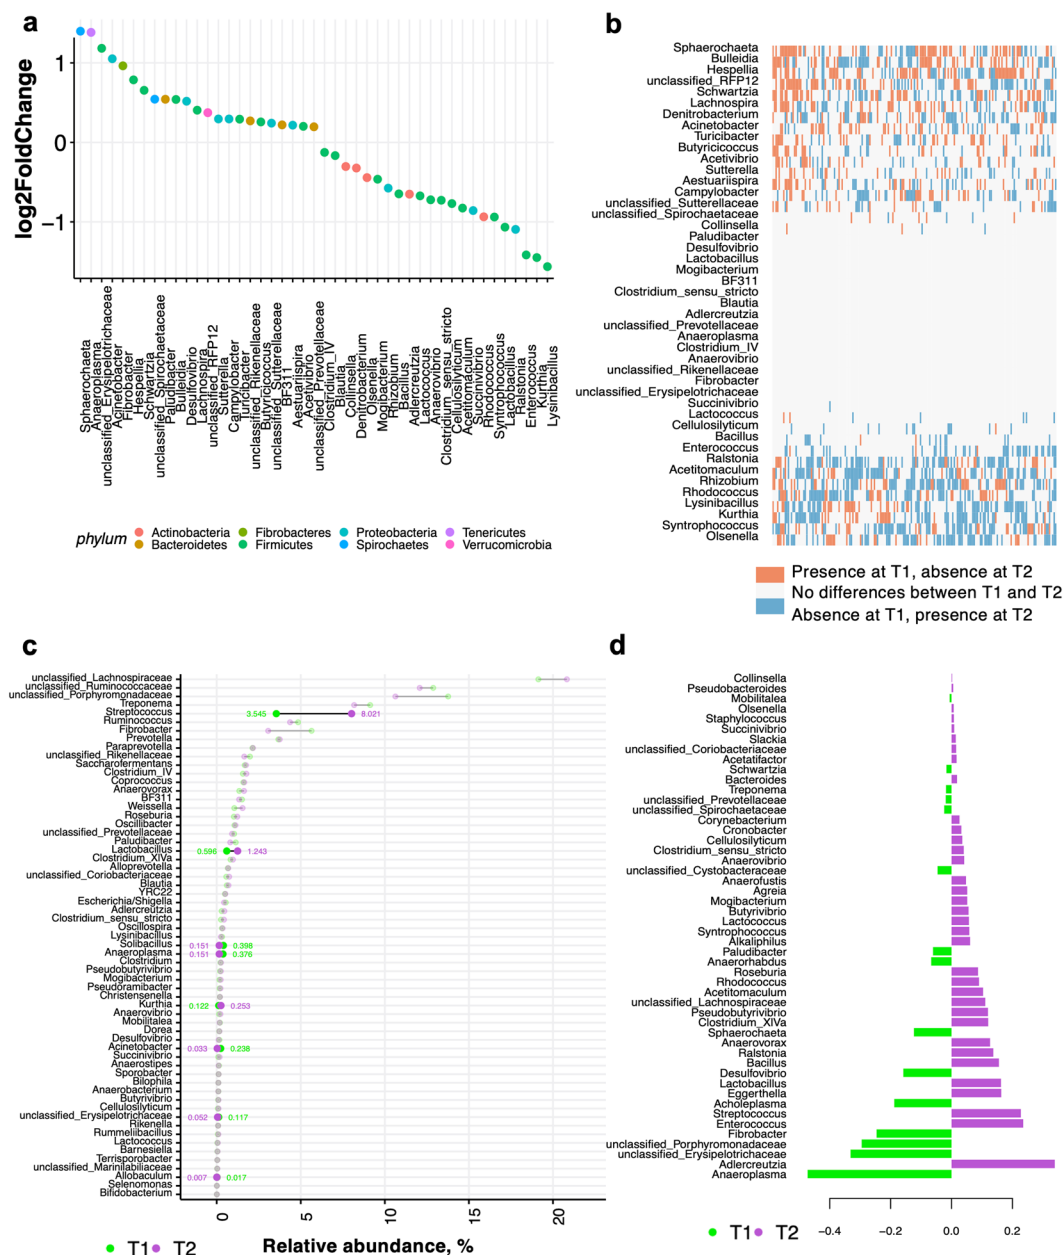 a
log2FoldChange
1
0
−1
Sphaerochaeta
Anaeroplasma
unclassified_Erysipelotrichaceae
Acinetobacter
Fibrobacter
Hespellia
Schwartzia
unclassified_Spirochaetaceae
Paludibacter
Bulleidia
Desulfovibrio
Lachnospira
unclassified_RFP12
Sutterella
Campylobacter
Turicibacter
unclassified_Rikenellaceae
Butyricicoccus
unclassified_Sutterellaceae
BF311
Aestuariispira
Acetivibrio
unclassified_Prevotellaceae
Clostridium_IV
Blautia
Collinsella
Denitrobacterium
Olsenella
Mogibacterium
Rhizobium
Bacillus
Adlercreutzia
Lactococcus
Anaerovibrio
Clostridium_sensu_stricto
Cellulosilyticum
Acetitomaculum
Succinivibrio
Rhodococcus
Syntrophococcus
Lactobacillus
Ralstonia
Enterococcus
Kurthia
Lysinibacillus
phylum
Actinobacteria
Fibrobacteres
Proteobacteria
Tenericutes
Bacteroidetes
Firmicutes
Spirochaetes
Verrucomicrobia
b
Sphaerochaeta
Bulleidia
Hespellia
unclassified_RFP12
Schwartzia
Lachnospira
Denitrobacterium
Acinetobacter
Turicibacter
Butyricicoccus
Acetivibrio
Sutterella
Aestuariispira
Campylobacter
unclassified_Sutterellaceae
unclassified_Spirochaetaceae
Collinsella
Paludibacter
Desulfovibrio
Lactobacillus
Mogibacterium
BF311
Clostridium_sensu_stricto
Blautia
Adlercreutzia
unclassified_Prevotellaceae
Anaeroplasma
Clostridium_IV
Anaerovibrio
unclassified_Rikenellaceae
Fibrobacter
unclassified_Erysipelotrichaceae
Succinivibrio
Lactococcus
Cellulosilyticum
Bacillus
Enterococcus
Ralstonia
Acetitomaculum
Rhizobium
Rhodococcus
Lysinibacillus
Kurthia
Syntrophococcus
Olsenella
Presence at T1, absence at T2
No differences between T1 and T2
Absence at T1, presence at T2
c
unclassified_Lachnospiraceae
unclassified_Ruminococcaceae
unclassified_Porphyromonadaceae
Treponema
Streptococcus
3.545
8.021
Ruminococcus
Fibrobacter
Prevotella
Paraprevotella
unclassified_Rikenellaceae
Saccharofermentans
Clostridium_IV
Coprococcus
Anaerovorax
BF311
Weissella
Roseburia
Oscillibacter
unclassified_Prevotellaceae
Paludibacter
Lactobacillus
0.596
1.243
Clostridium_XIVa
Alloprevotella
unclassified_Coriobacteriaceae
Blautia
YRC22
Escherichia/Shigella
Adlercreutzia
Clostridium_sensu_stricto
Oscillospira
Lysinibacillus
Solibacillus
0.151
0.398
Anaeroplasma
0.151
0.376
Clostridium
Pseudobutyrivibrio
Mogibacterium
Pseudoramibacter
Christensenella
Kurthia
0.122
0.253
Anaerovibrio
Mobilitalea
Dorea
Desulfovibrio
Acinetobacter
0.033
0.238
Succinivibrio
Anaerostipes
Sporobacter
Bilophila
Anaerobacterium
Butyrivibrio
Cellulosilyticum
unclassified_Erysipelotrichaceae
0.052
0.117
Rikenella
Rummeliibacillus
Lactococcus
Barnesiella
Terrisporobacter
unclassified_Marinilabiliaceae
Allobaculum
0.007
0.017
Selenomonas
Bifidobacterium
0
5
10
15
20
T1
T2
Relative abundance, %
d
Collinsella
Pseudobacteroides
Mobilitalea
Olsenella
Staphylococcus
Succinivibrio
Slackia
unclassified_Coriobacteriaceae
Acetatifactor
Schwartzia
Bacteroides
Treponema
unclassified_Prevotellaceae
unclassified_Spirochaetaceae
Corynebacterium
Cronobacter
Cellulosilyticum
Clostridium_sensu_stricto
Anaerovibrio
unclassified_Cystobacteraceae
Anaerofustis
Agreia
Mogibacterium
Butyrivibrio
Lactococcus
Syntrophococcus
Alkaliphilus
Paludibacter
Anaerorhabdus
Roseburia
Rhodococcus
Acetitomaculum
unclassified_Lachnospiraceae
Pseudobutyrivibrio
Clostridium_XIVa
Sphaerochaeta
Anaerovorax
Ralstonia
Bacillus
Desulfovibrio
Lactobacillus
Eggerthella
Acholeplasma
Streptococcus
Enterococcus
Fibrobacter
unclassified_Porphyromonadaceae
unclassified_Erysipelotrichaceae
Adlercreutzia
Anaeroplasma
−0.4
−0.2
0.0
0.2
T1
T2